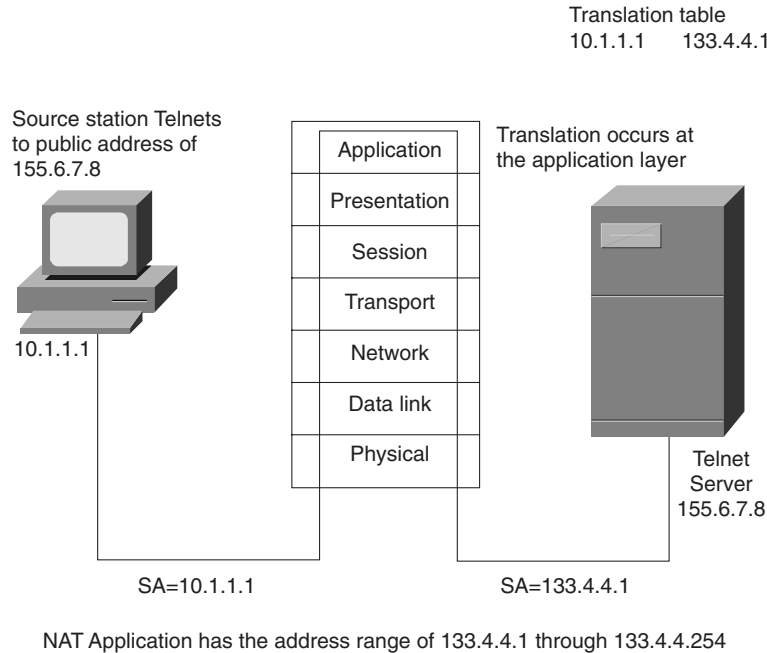 Translation table
10.1.1.1 133.4.4.1
Source station Telnets
to public address of
155.6.7.8
Application
Presentation
Session
Transport
Network
Data link
Physical
Translation occurs at
the application layer
10.1.1.1
Telnet
Server
155.6.7.8
SA=10.1.1.1
SA=133.4.4.1
NAT Application has the address range of 133.4.4.1 through 133.4.4.254